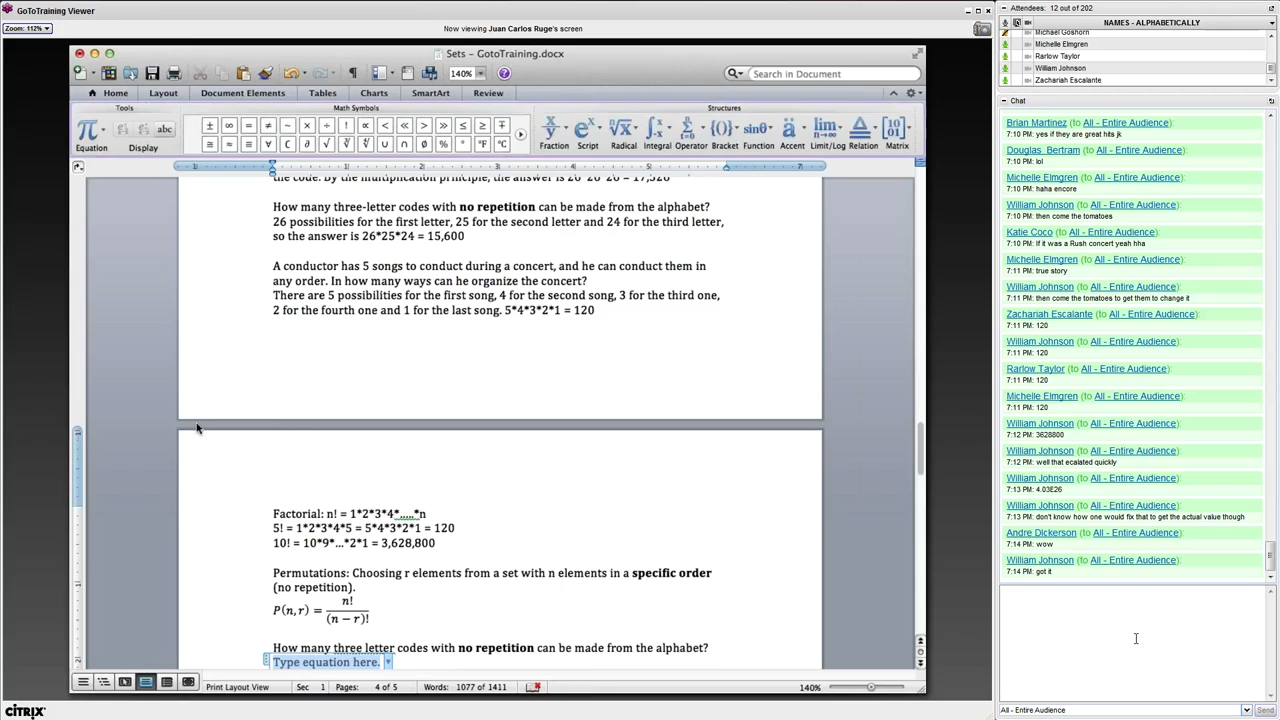 GoToTraining Viewer
Zoom: 112%
Now viewing Juan Carlos Ruge's screen
Sets - GotoTraining.docx
140%
Search in Document
Home
Layout
Document Elements
Tables
Charts
SmartArt
Review
Tools
Math Symbols
Structures
abc
Equation
Display
Fraction
Script
Radical
Integral
Operator
Bracket
Function
Accent
Limit/Log
Relation
Matrix
the code. By the multiplication principle, the answer is 26*26*26 = 17,526
How many three-letter codes with no repetition can be made from the alphabet?
26 possibilities for the first letter, 25 for the second letter and 24 for the third letter,
so the answer is 26*25*24 = 15,600
A conductor has 5 songs to conduct during a concert, and he can conduct them in
any order. In how many ways can he organize the concert?
There are 5 possibilities for the first song, 4 for the second song, 3 for the third one,
2 for the fourth one and 1 for the last song. 5*4*3*2*1 = 120
Factorial: n! = 1*2*3*4*.....*n
5! = 1*2*3*4*5 = 5*4*3*2*1 = 120
10! = 10*9*...*2*1 = 3,628,800
Permutations: Choosing r elements from a set with n elements in a specific order
(no repetition).
P(n,r) = n! / (n − r)!
How many three letter codes with no repetition can be made from the alphabet?
Type equation here.
Print Layout View
Sec 1
Pages: 4 of 5
Words: 1077 of 1411
140%
CITRIX
Attendees: 12 out of 202
NAMES - ALPHABETICALLY
Michael Goshorn
Michelle Elmgren
Rarlow Taylor
William Johnson
Zachariah Escalante
Chat
Brian Martinez (to All - Entire Audience):
7:10 PM: yes if they are great hits jk
Douglas Bertram (to All - Entire Audience):
7:10 PM: lol
Michelle Elmgren (to All - Entire Audience):
7:10 PM: haha encore
William Johnson (to All - Entire Audience):
7:10 PM: then come the tomatoes
Katie Coco (to All - Entire Audience):
7:10 PM: If it was a Rush concert yeah hha
Michelle Elmgren (to All - Entire Audience):
7:11 PM: true story
William Johnson (to All - Entire Audience):
7:11 PM: then come the tomatoes to get them to change it
Zachariah Escalante (to All - Entire Audience):
7:11 PM: 120
William Johnson (to All - Entire Audience):
7:11 PM: 120
Rarlow Taylor (to All - Entire Audience):
7:11 PM: 120
Michelle Elmgren (to All - Entire Audience):
7:11 PM: 120
William Johnson (to All - Entire Audience):
7:12 PM: 3628800
William Johnson (to All - Entire Audience):
7:12 PM: well that ecalated quickly
William Johnson (to All - Entire Audience):
7:13 PM: 4.03E26
William Johnson (to All - Entire Audience):
7:13 PM: don't know how one would fix that to get the actual value though
Andre Dickerson (to All - Entire Audience):
7:14 PM: wow
William Johnson (to All - Entire Audience):
7:14 PM: got it
All - Entire Audience
Send